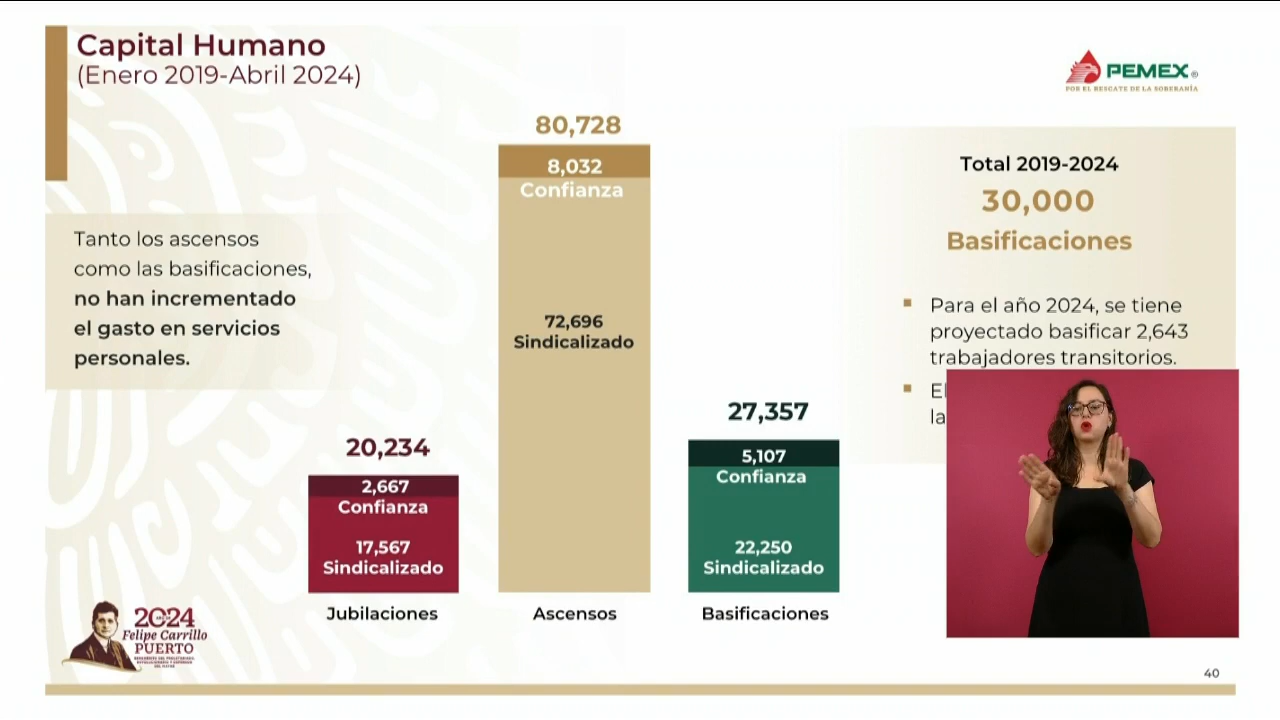 Capital Humano
(Enero 2019-Abril 2024)
PEMEX®
POR EL RESCATE DE LA SOBERANÍA
Tanto los ascensos
como las basificaciones,
no han incrementado
el gasto en servicios
personales.
20,234
2,667
Confianza
17,567
Sindicalizado
Jubilaciones
80,728
8,032
Confianza
72,696
Sindicalizado
Ascensos
27,357
5,107
Confianza
22,250
Sindicalizado
Basificaciones
Total 2019-2024
30,000
Basificaciones
Para el año 2024, se tiene
proyectado basificar 2,643
trabajadores transitorios.
la
2024
Felipe Carrillo
PUERTO
40